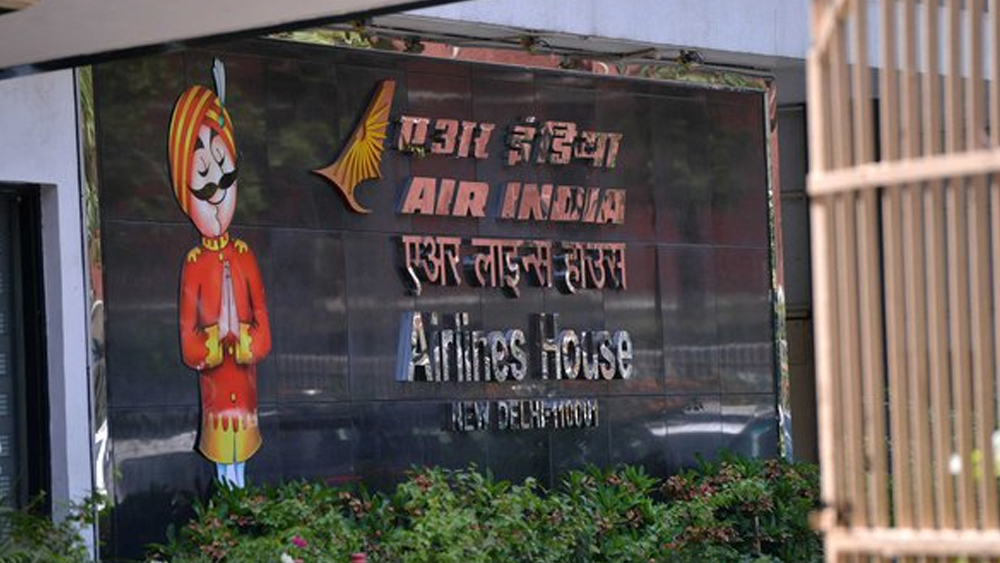 एअर इंडिया
AIR INDIA
एअर लाइन्स हाउस
Airlines House
NEW DELHI-110001